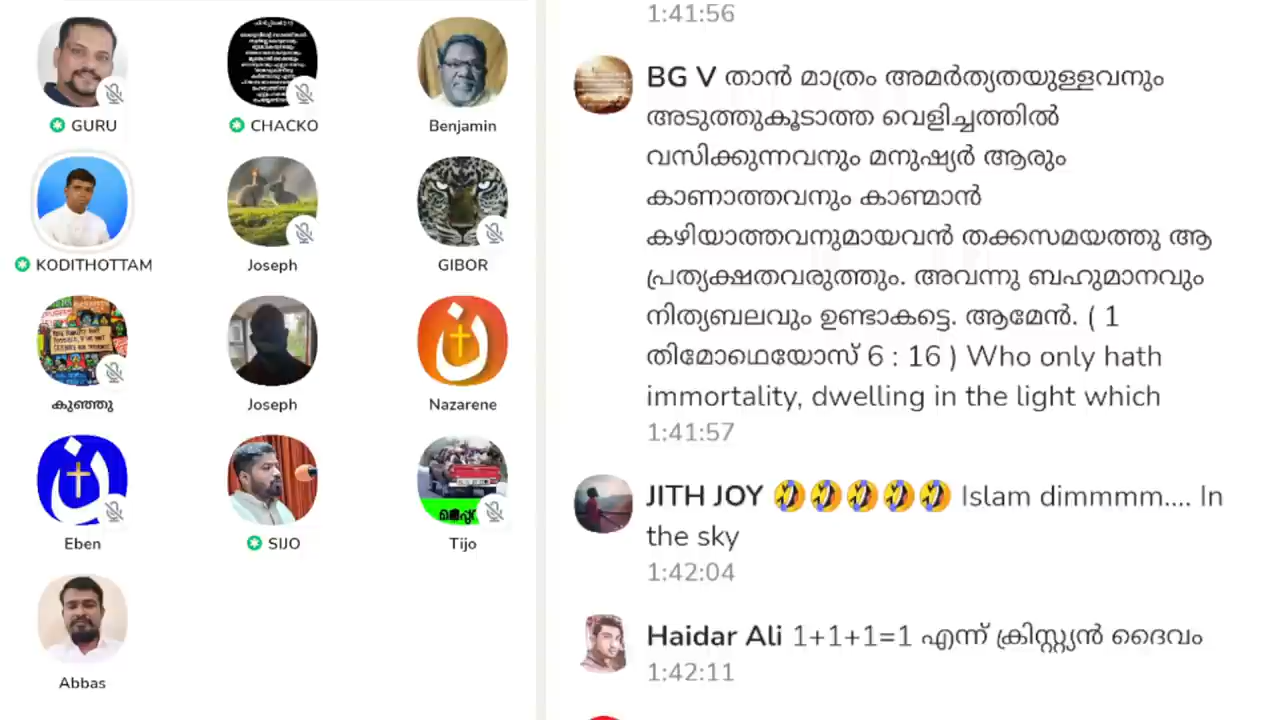 GURU
CHACKO
Benjamin
KODITHOTTAM
Joseph
GIBOR
കുഞ്ഞു
Joseph
Nazarene
Eben
SIJO
Tijo
Abbas
1:41:56
BG V താൻ മാത്രം അമർത്യതയുള്ളവനും
അടുത്തുകൂടാത്ത വെളിച്ചത്തിൽ
വസിക്കുന്നവനും മനുഷ്യർ ആരും
കാണാത്തവനും കാണ്മാൻ
കഴിയാത്തവനുമായവൻ തക്കസമയത്തു ആ
പ്രത്യക്ഷതവരുത്തും. അവന്നു ബഹുമാനവും
നിത്യബലവും ഉണ്ടാകട്ടെ. ആമേൻ. ( 1
തിമോഥെയോസ് 6 : 16 ) Who only hath
immortality, dwelling in the light which
1:41:57
JITH JOY 🤣🤣🤣🤣🤣 Islam dimmmm.... In
the sky
1:42:04
Haidar Ali 1+1+1=1 എന്ന് ക്രിസ്റ്റ്യൻ ദൈവം
1:42:11